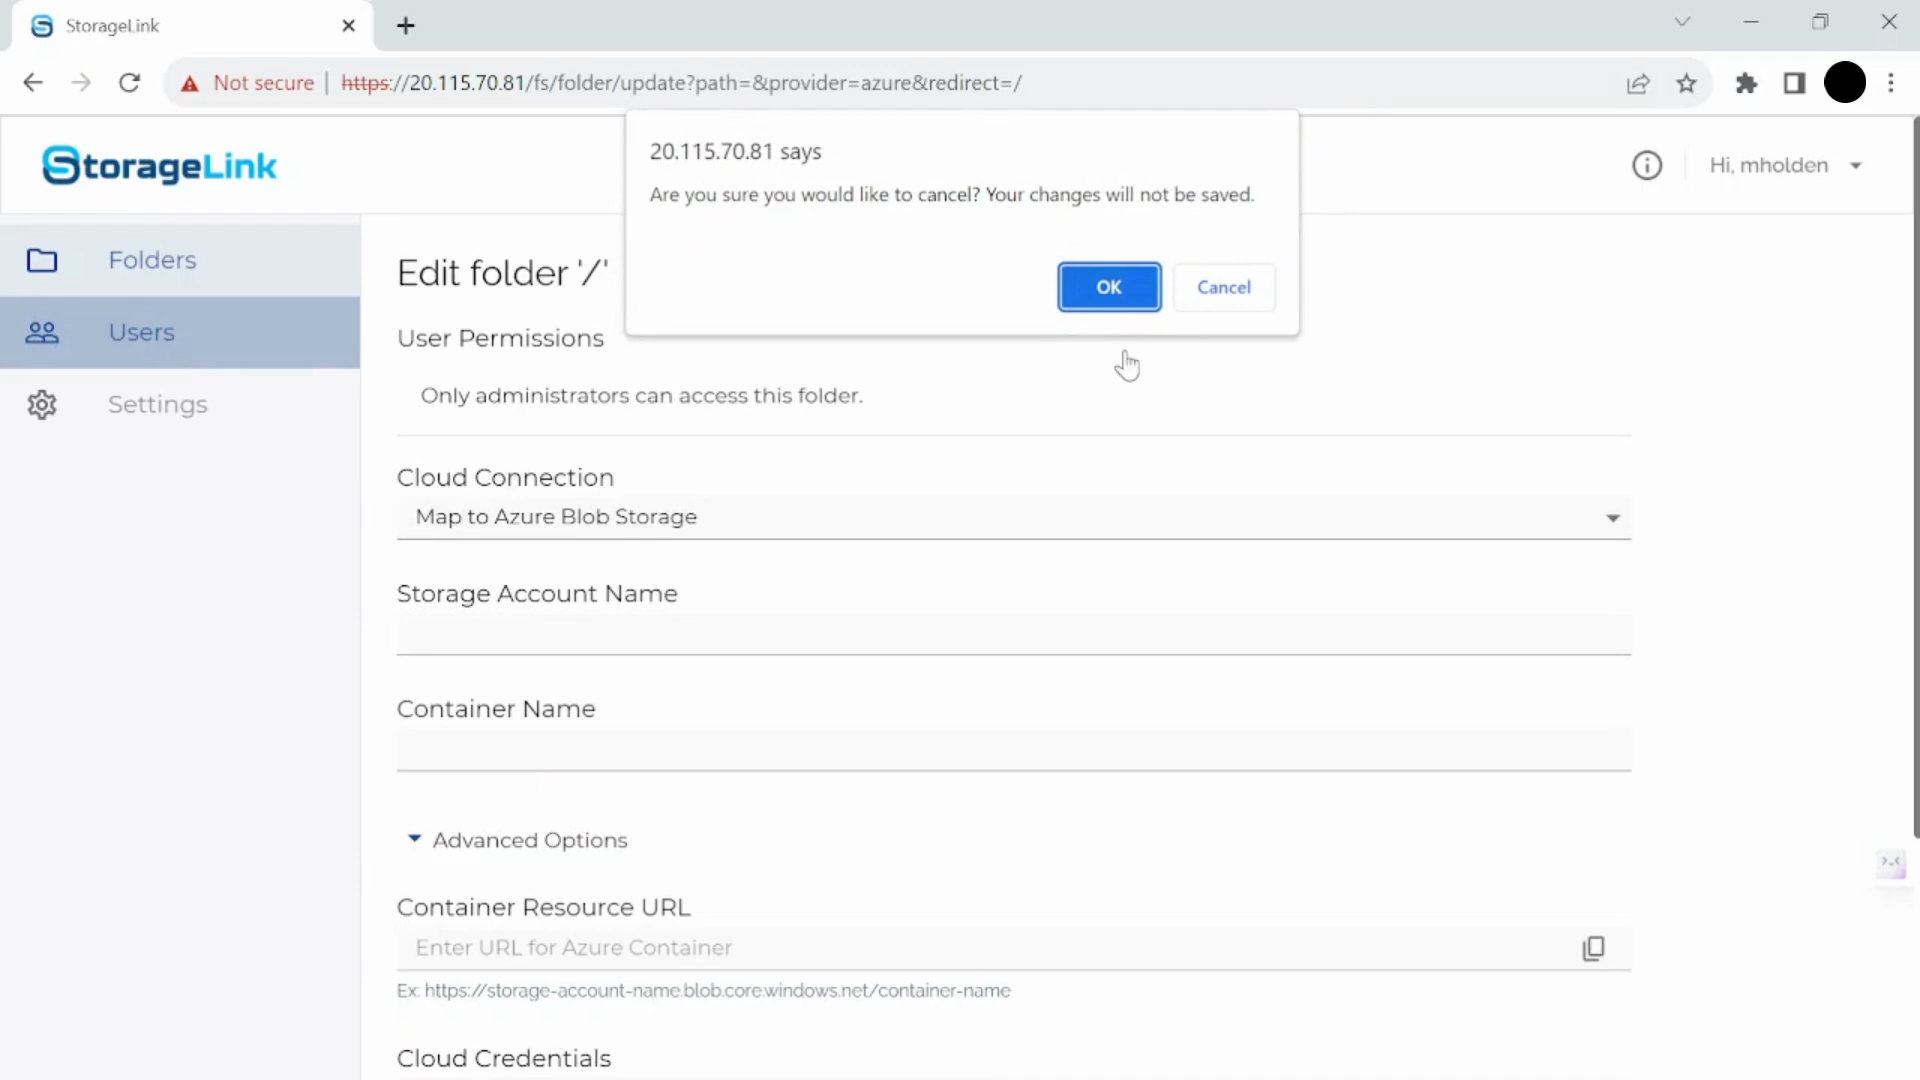 StorageLink
Not secure | https://20.115.70.81/fs/folder/update?path=&provider=azure&redirect=/
20.115.70.81 says
Are you sure you would like to cancel? Your changes will not be saved.
OK
Cancel
StorageLink
Hi, mholden
Folders
Users
Settings
Edit folder '/'
User Permissions
Only administrators can access this folder.
Cloud Connection
Map to Azure Blob Storage
Storage Account Name
Container Name
Advanced Options
Container Resource URL
Enter URL for Azure Container
Ex: https://storage-account-name.blob.core.windows.net/container-name
Cloud Credentials